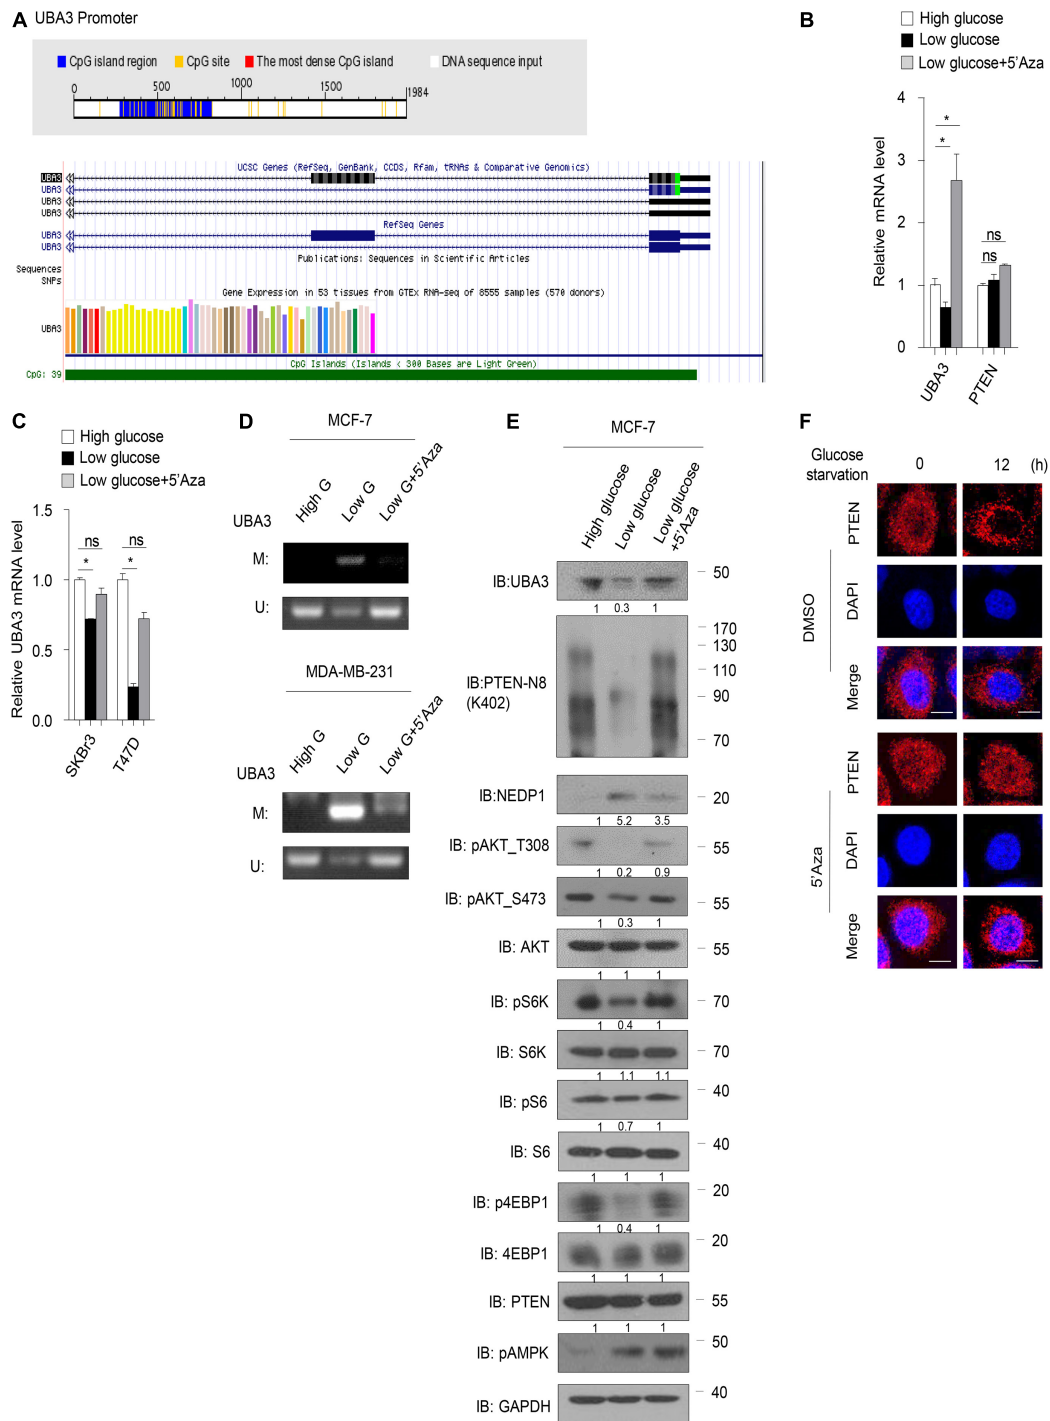 A UBA3 Promoter
CpG island region CpG site The most dense CpG island DNA sequence input
0 500 1000 1500 1984
UCSC Genes (RefSeq, GenBank, CCDS, Rfam, tRNAs & Comparative Genomics)
UBA3
UBA3
UBA3
UBA3
RefSeq Genes
UBA3
UBA3
Publications: Sequences in Scientific Articles
Sequences
SNPs
Gene Expression in 53 tissues from GTEx RNA-seq of 8555 samples (570 donors)
UBA3
CpG Islands (Islands < 300 Bases are Light Green)
CpG: 39
B
High glucose
Low glucose
Low glucose+5'Aza
Relative mRNA level
4
3
2
1
0
*
*
ns
ns
UBA3 PTEN
C
High glucose
Low glucose
Low glucose+5'Aza
Relative UBA3 mRNA level
1.5
1.0
0.5
0.0
ns
*
ns
*
SKBr3 T47D
D
MCF-7
High G Low G Low G+5'Aza
UBA3
M:
U:
MDA-MB-231
High G Low G Low G+5'Aza
UBA3
M:
U:
E
MCF-7
High glucose Low glucose Low glucose +5'Aza
IB:UBA3 50
1 0.3 1
IB:PTEN-N8 (K402)
170
130
110
90
70
IB:NEDP1 20
1 5.2 3.5
IB: pAKT_T308 55
1 0.2 0.9
IB: pAKT_S473 55
1 0.3 1
IB: AKT 55
1 1 1
IB: pS6K 70
1 0.4 1
IB: S6K 70
1 1.1 1.1
IB: pS6 40
1 0.7 1
IB: S6 40
1 1 1
IB: p4EBP1 20
1 0.4 1
IB: 4EBP1 20
1 1 1
IB: PTEN 55
1 1 1
IB: pAMPK 50
IB: GAPDH 40
F
Glucose starvation 0 12 (h)
DMSO
PTEN
DAPI
Merge
5'Aza
PTEN
DAPI
Merge